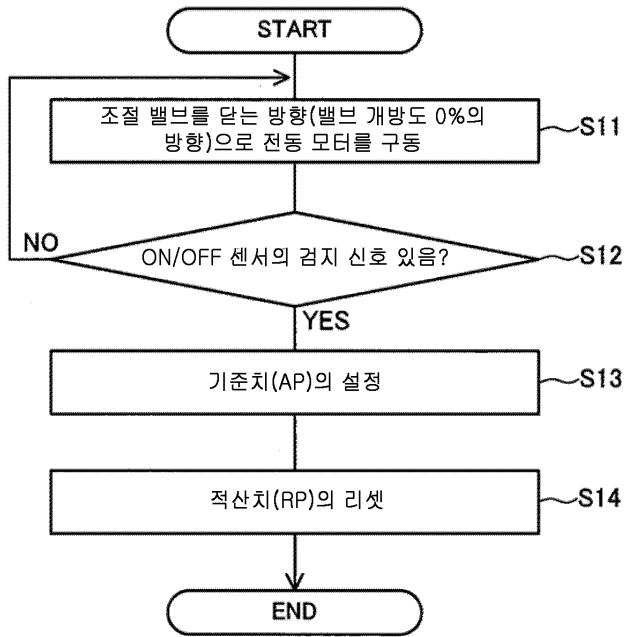 START
조절 밸브를 닫는 방향(밸브 개방도 0%의
방향)으로 전동 모터를 구동
S11
NO
ON/OFF 센서의 검지 신호 있음?
S12
YES
기준치(AP)의 설정
S13
적산치(RP)의 리셋
S14
END